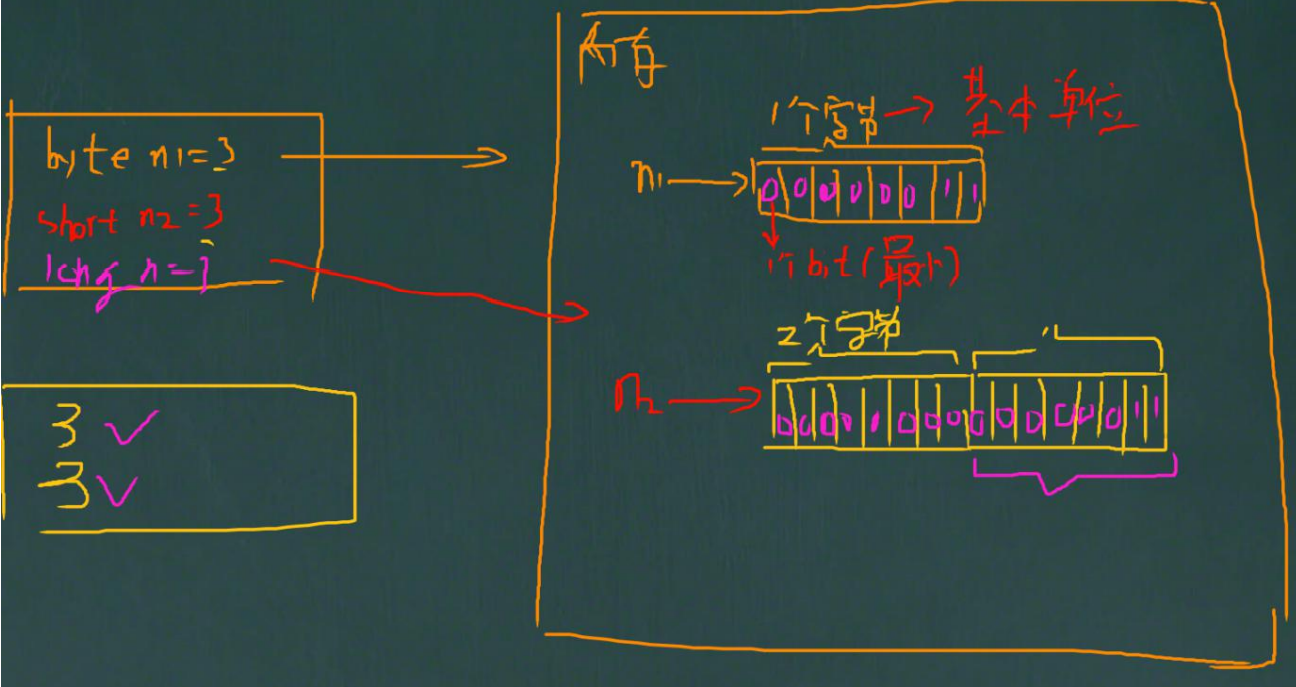 byte n1=3
short n2=3
long n=3
3
3
内存
1个字节 → 基本单位
n1
0 0 0 0 0 0 1 1
1个bit(最小)
2个字节
n2
0 0 0 0 0 0 0 0 0 0 0 0 0 0 1 1